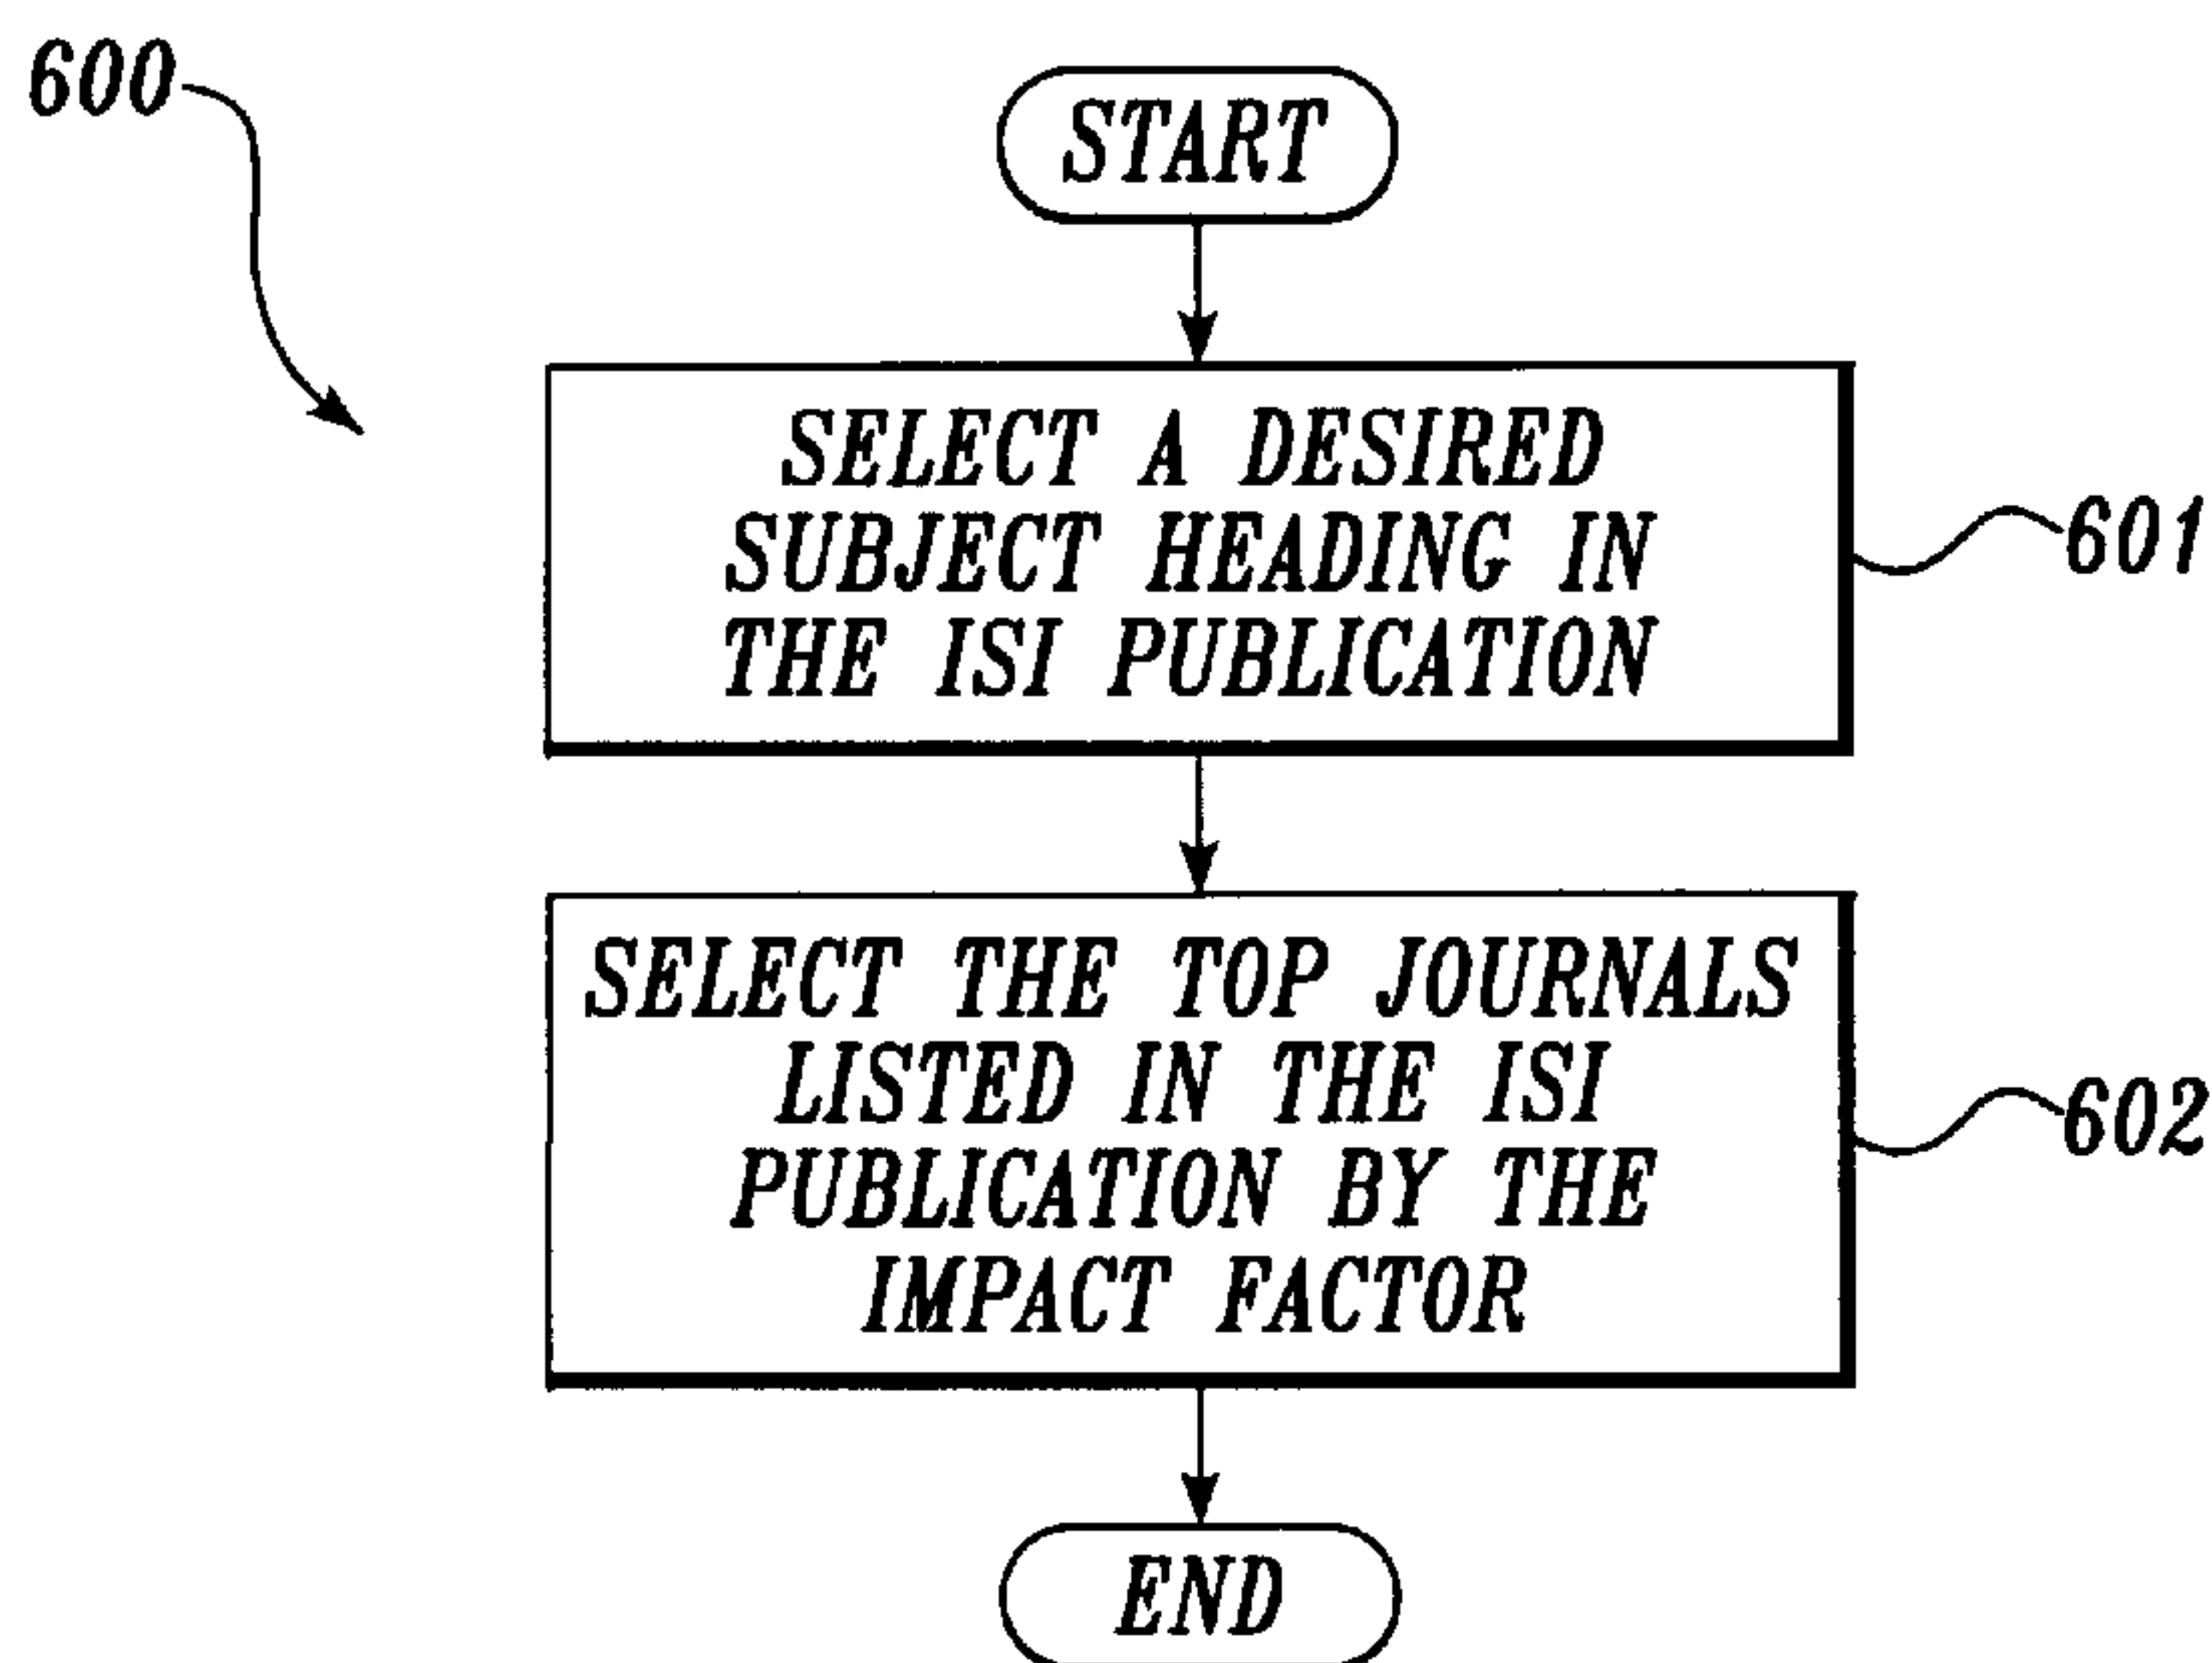 600
START
SELECT A DESIRED
SUBJECT HEADING IN
THE ISI PUBLICATION
601
SELECT THE TOP JOURNALS
LISTED IN THE ISI
PUBLICATION BY THE
IMPACT FACTOR
602
END